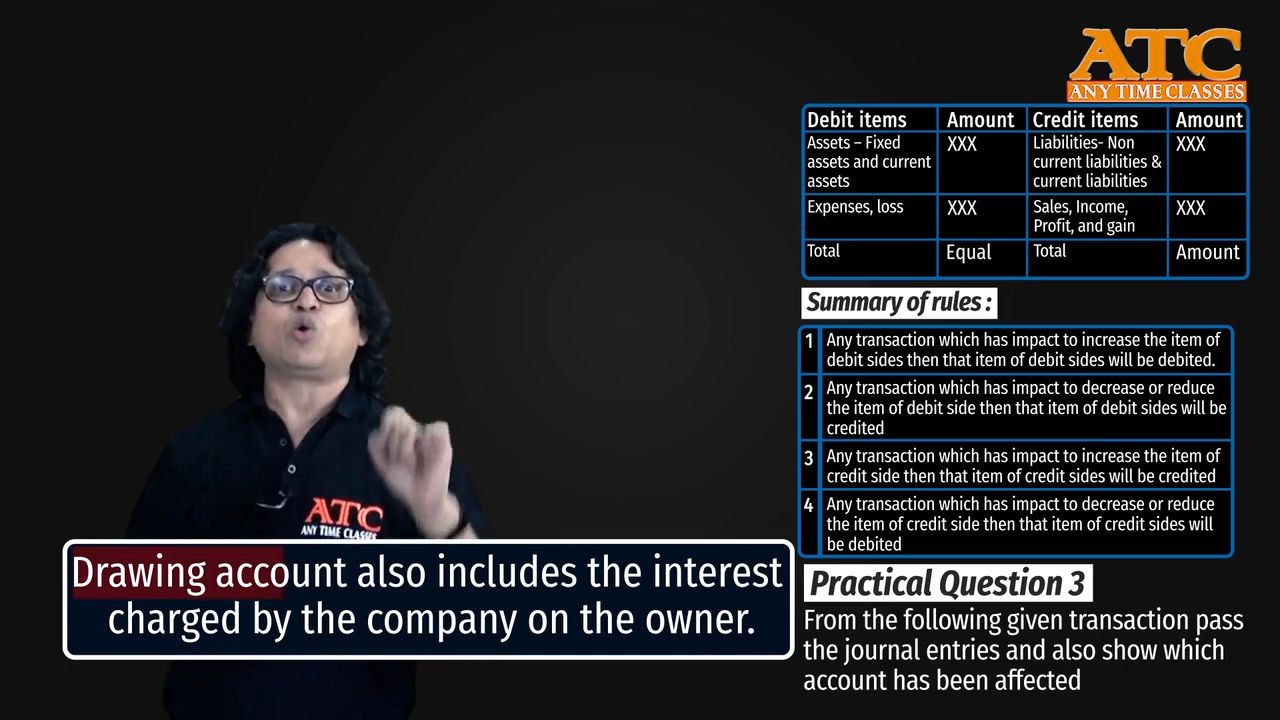 ATC
ANY TIME CLASSES
Debit items Amount Credit items Amount
Assets – Fixed assets and current assets XXX Liabilities- Non current liabilities & current liabilities XXX
Expenses, loss XXX Sales, Income, Profit, and gain XXX
Total Equal Total Amount
Summary of rules :
1 Any transaction which has impact to increase the item of
debit sides then that item of debit sides will be debited.
2 Any transaction which has impact to decrease or reduce
the item of debit side then that item of debit sides will be
credited
3 Any transaction which has impact to increase the item of
credit side then that item of credit sides will be credited
4 Any transaction which has impact to decrease or reduce
the item of credit side then that item of credit sides will
be debited
ATC
ANY TIME CLASSES
Drawing account also includes the interest
charged by the company on the owner.
Practical Question 3
From the following given transaction pass
the journal entries and also show which
account has been affected